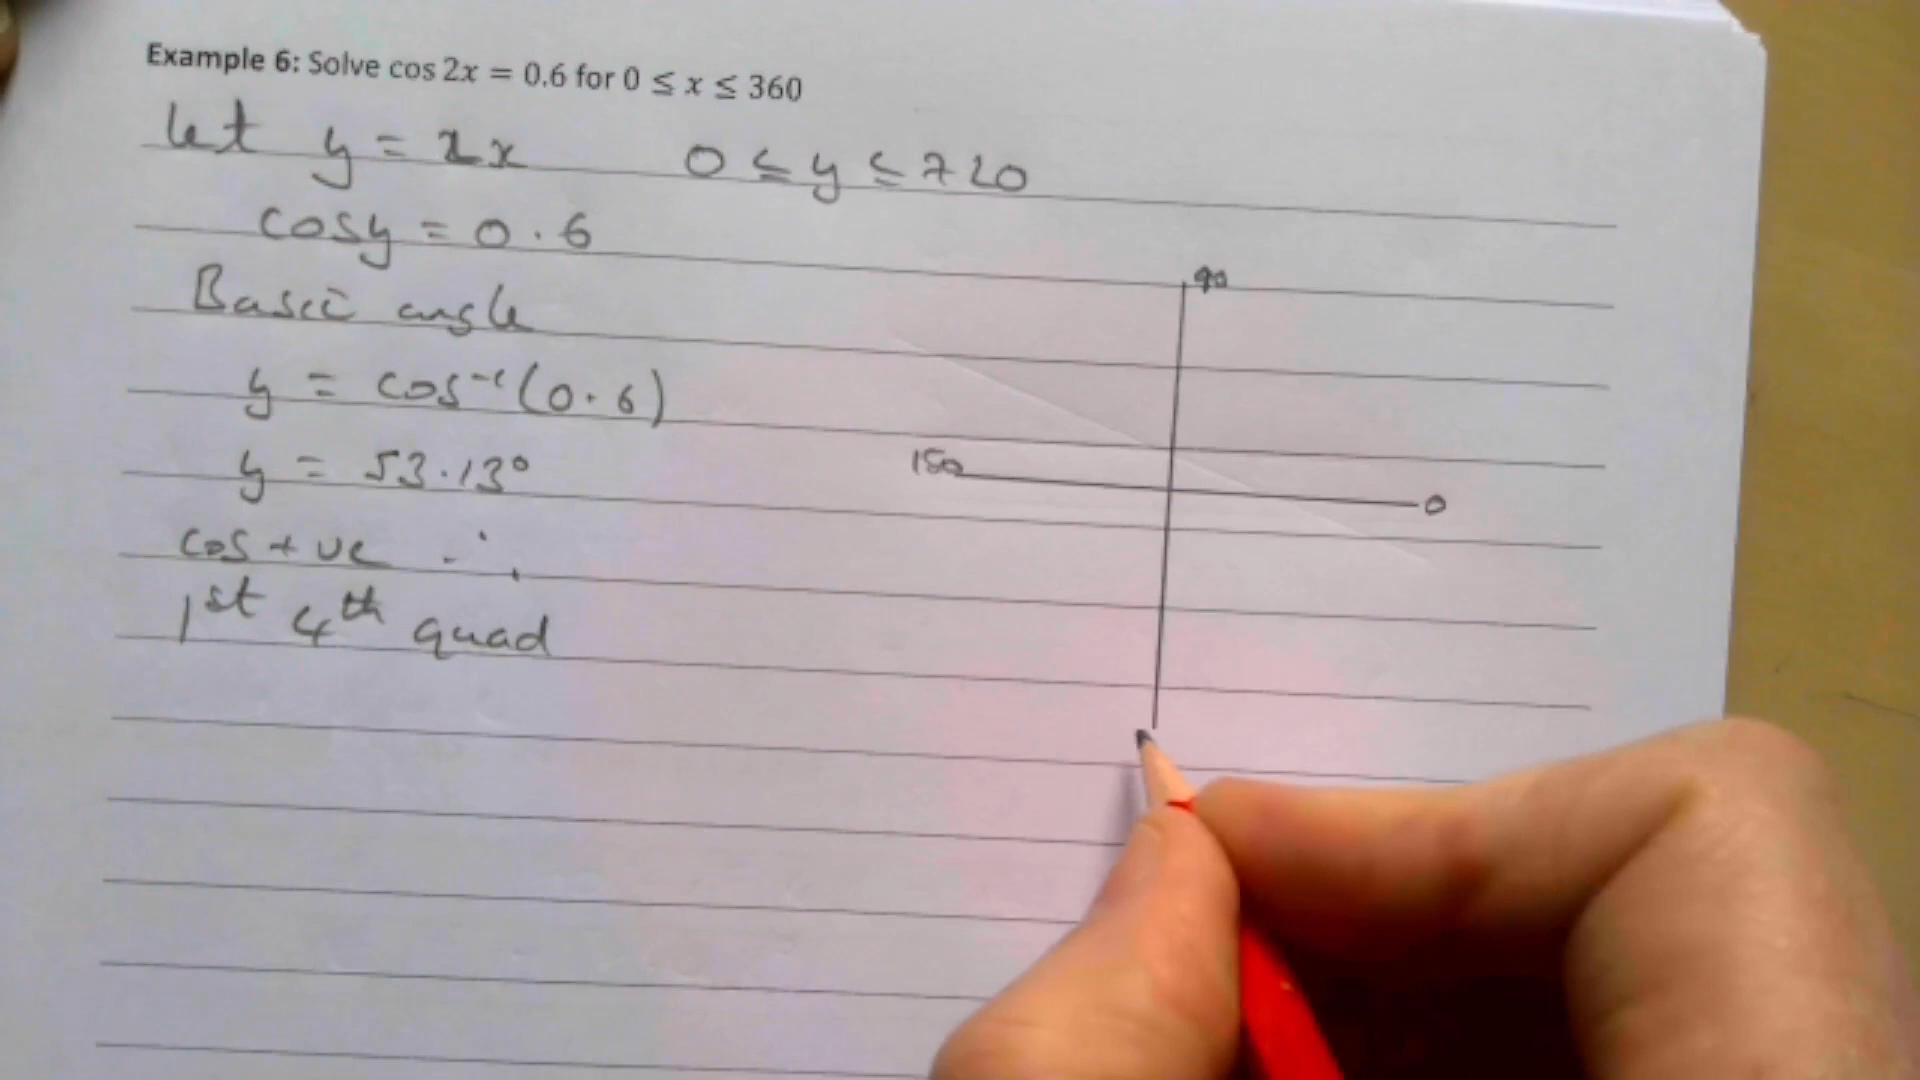 Example 6: Solve cos 2x = 0.6 for 0 ≤ x ≤ 360
let y = 2x 0 ≤ y ≤ 720
cosy = 0.6
Basic angle
y = cos⁻¹(0.6)
y = 53.13°
cos +ve ∴
1st 4th quad
90
180
0